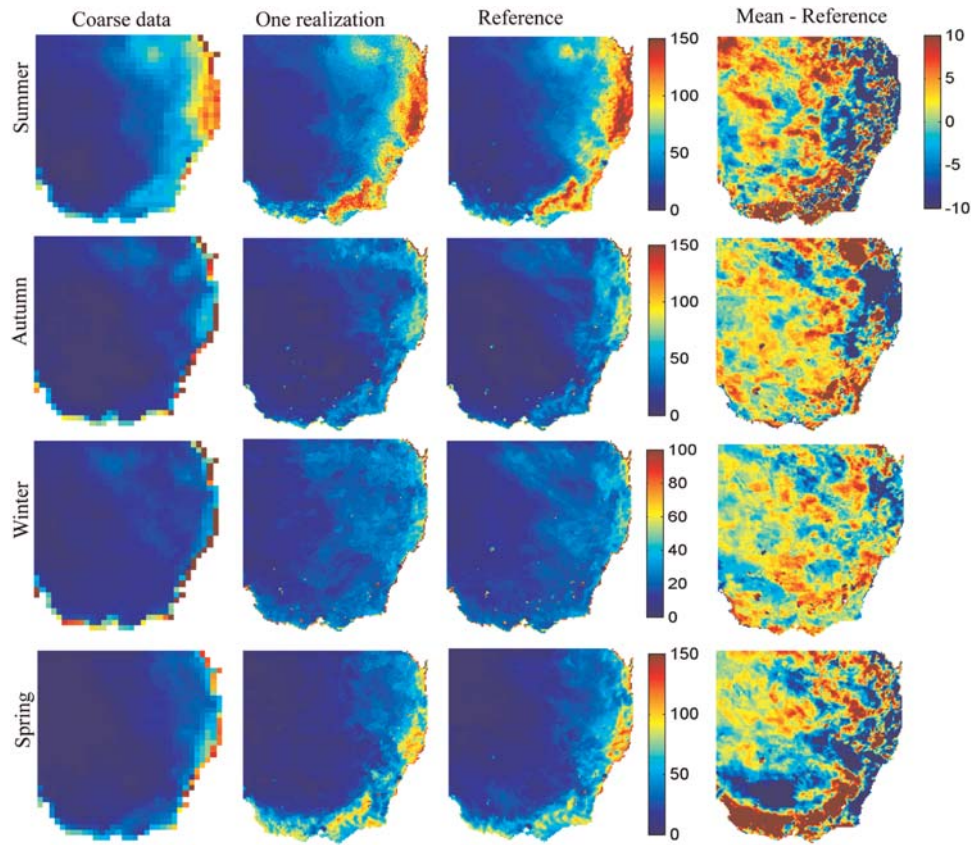 Coarse data
One realization
Reference
Mean - Reference
Summer
150
100
50
0
10
5
0
-5
-10
Autumn
150
100
50
0
Winter
100
80
60
40
20
0
Spring
150
100
50
0